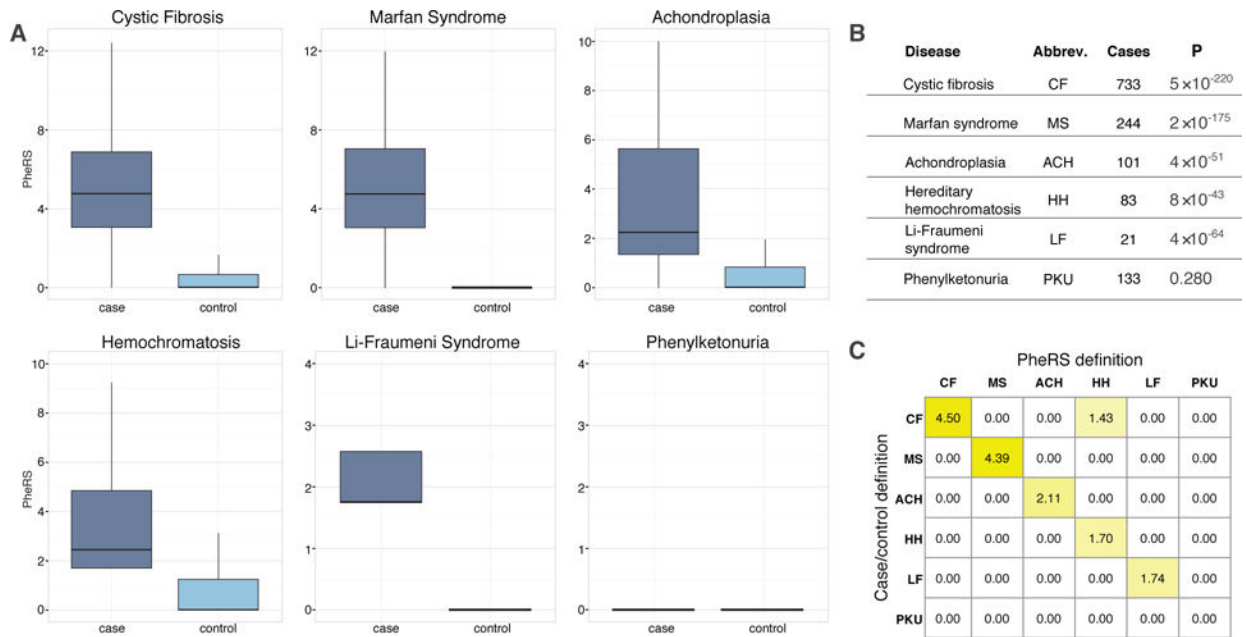 A
Cystic Fibrosis
Marfan Syndrome
Achondroplasia
PheRS
12
8
4
0
case
control
12
8
4
0
case
control
10
8
6
4
2
0
case
control
Hemochromatosis
Li-Fraumeni Syndrome
Phenylketonuria
PheRS
10
8
6
4
2
0
case
control
4
3
2
1
0
case
control
4
3
2
1
0
case
control
B
Disease Abbrev. Cases P
Cystic fibrosis CF 733 5×10⁻²²⁰
Marfan syndrome MS 244 2×10⁻¹⁷⁵
Achondroplasia ACH 101 4×10⁻⁵¹
Hereditary
hemochromatosis HH 83 8×10⁻⁴³
Li-Fraumeni
syndrome LF 21 4×10⁻⁶⁴
Phenylketonuria PKU 133 0.280
C
PheRS definition
CF MS ACH HH LF PKU
Case/control definition
CF 4.50 0.00 0.00 1.43 0.00 0.00
MS 0.00 4.39 0.00 0.00 0.00 0.00
ACH 0.00 0.00 2.11 0.00 0.00 0.00
HH 0.00 0.00 0.00 1.70 0.00 0.00
LF 0.00 0.00 0.00 0.00 1.74 0.00
PKU 0.00 0.00 0.00 0.00 0.00 0.00